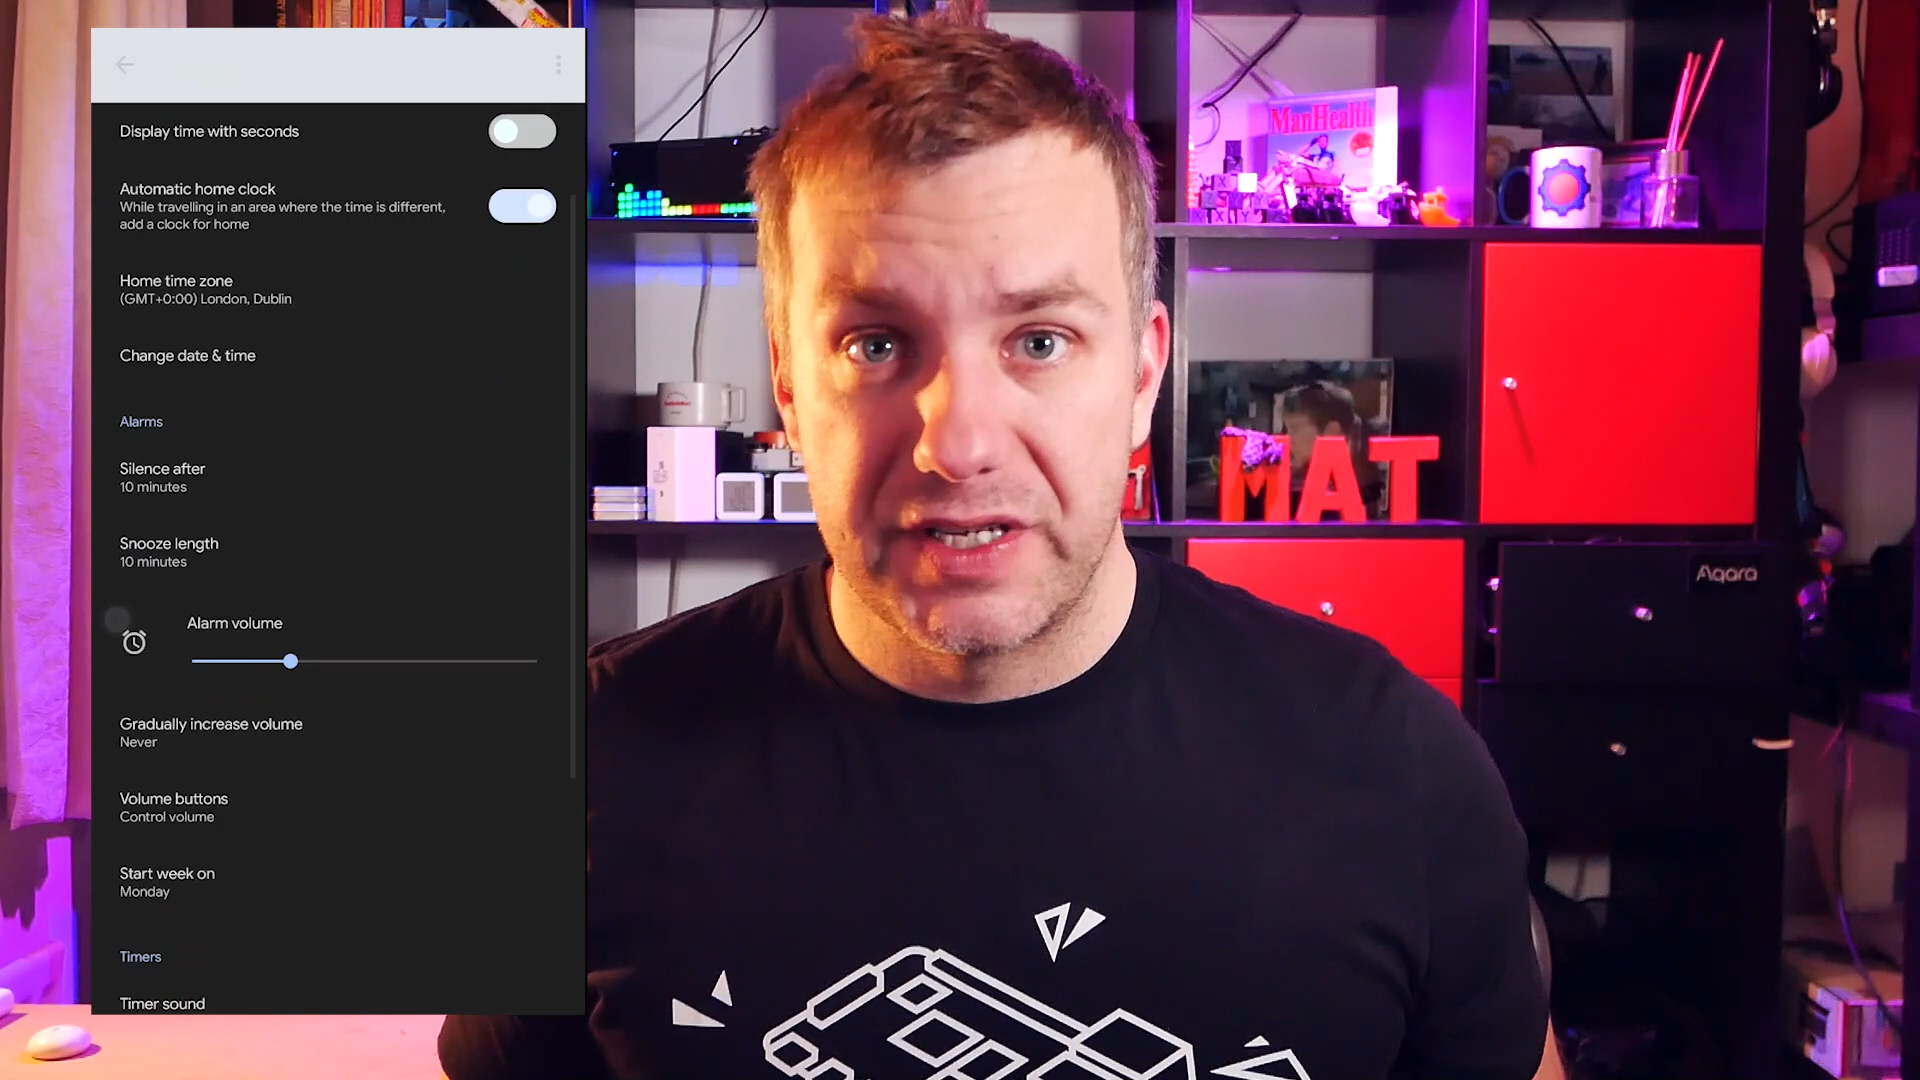 Display time with seconds
Automatic home clock
While travelling in an area where the time is different,
add a clock for home
Home time zone
(GMT+0:00) London, Dublin
Change date & time
Alarms
Silence after
10 minutes
Snooze length
10 minutes
Alarm volume
Gradually increase volume
Never
Volume buttons
Control volume
Start week on
Monday
Timers
Timer sound
ManHealth
MAT
Aqara